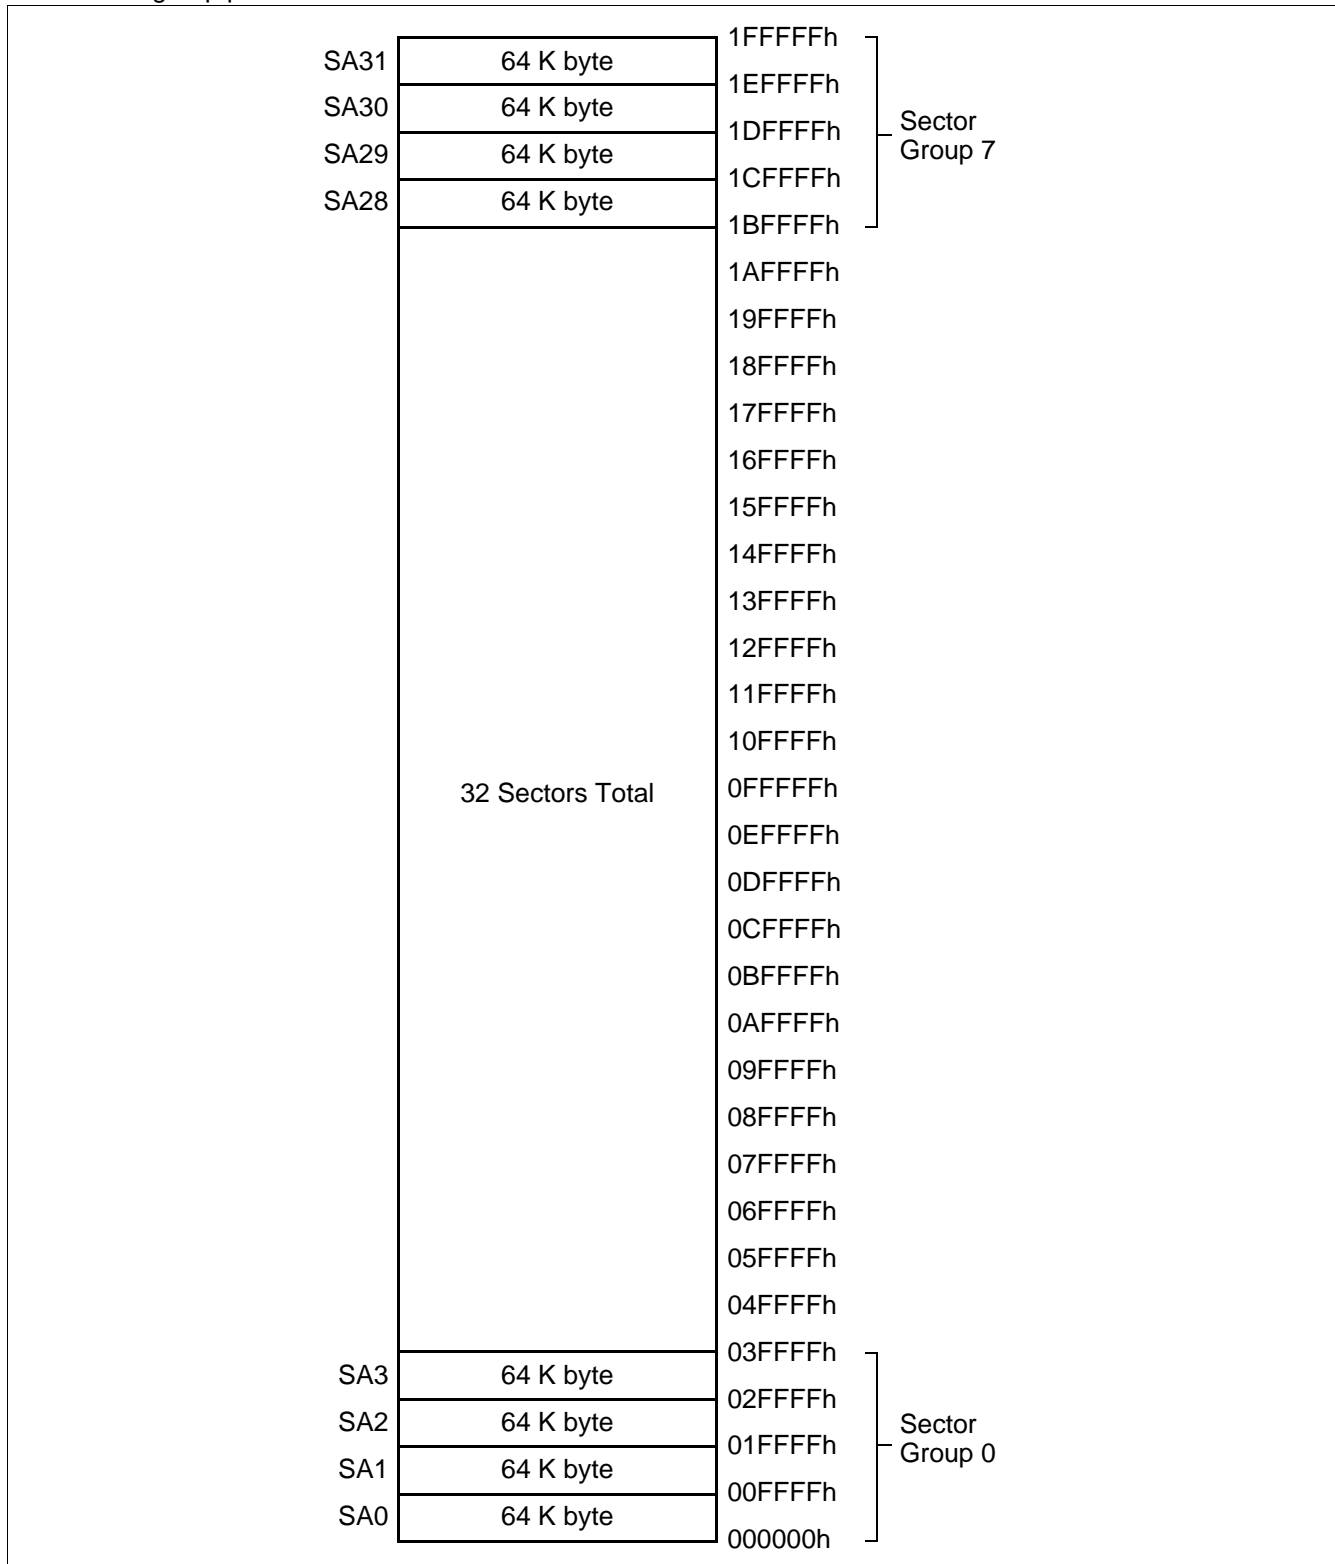 1FFFFFh
SA31 64 K byte
1EFFFFh
SA30 64 K byte
1DFFFFh
Sector
Group 7
SA29 64 K byte
1CFFFFh
SA28 64 K byte
1BFFFFh
1AFFFFh
19FFFFh
18FFFFh
17FFFFh
16FFFFh
15FFFFh
14FFFFh
13FFFFh
12FFFFh
11FFFFh
10FFFFh
32 Sectors Total 0FFFFFh
0EFFFFh
0DFFFFh
0CFFFFh
0BFFFFh
0AFFFFh
09FFFFh
08FFFFh
07FFFFh
06FFFFh
05FFFFh
04FFFFh
03FFFFh
SA3 64 K byte
02FFFFh
SA2 64 K byte
01FFFFh
Sector
Group 0
SA1 64 K byte
00FFFFh
SA0 64 K byte
000000h